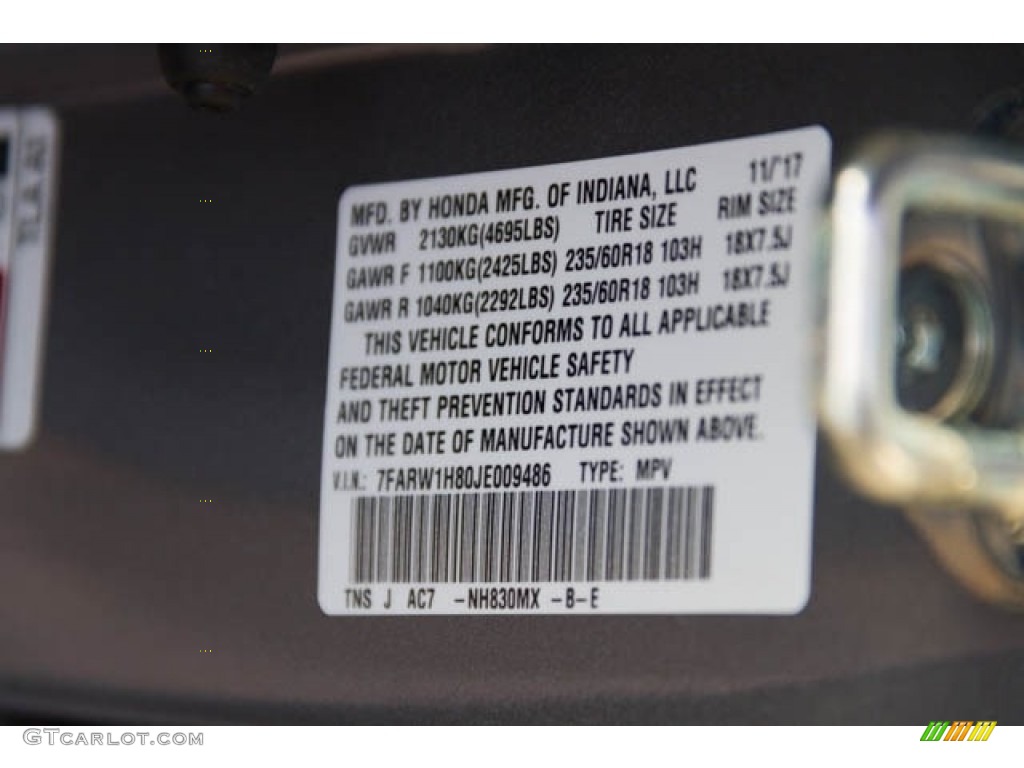 MFD. BY HONDA MFG. OF INDIANA, LLC 11/'17
GVWR 2130KG(4695LBS) TIRE SIZE RIM SIZE
GAWR F 1100KG(2425LBS) 235/60R18 103H 18X7.5J
GAWR R 1040KG(2292LBS) 235/60R18 103H 18X7.5J
THIS VEHICLE CONFORMS TO ALL APPLICABLE
FEDERAL MOTOR VEHICLE SAFETY
AND THEFT PREVENTION STANDARDS IN EFFECT
ON THE DATE OF MANUFACTURE SHOWN ABOVE.
V.I.N.: 7FARW1H80JE009486 TYPE: MPV
TNS J AC7 -NH830MX -B-E
GTCARLOT.COM